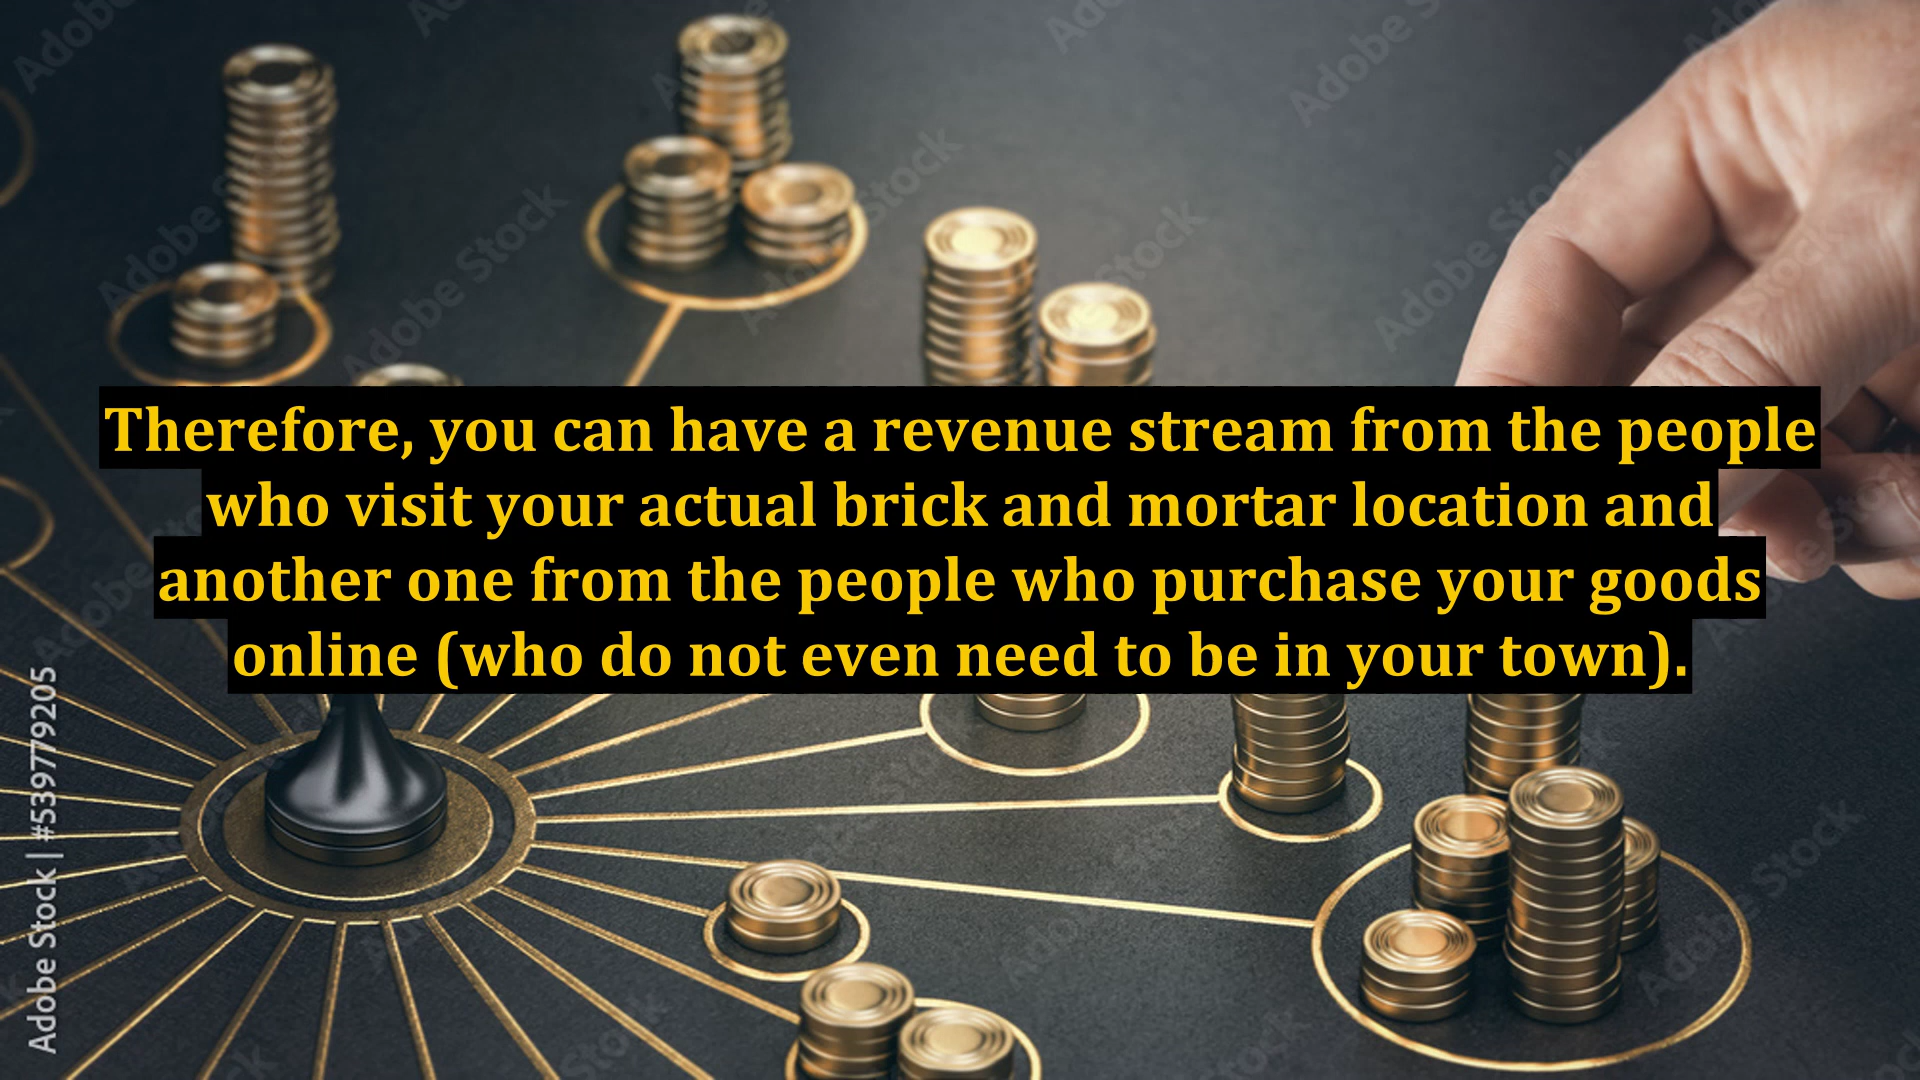 Therefore, you can have a revenue stream from the people
who visit your actual brick and mortar location and
another one from the people who purchase your goods
online (who do not even need to be in your town).
Adobe Stock | #539779205
Adobe Stock